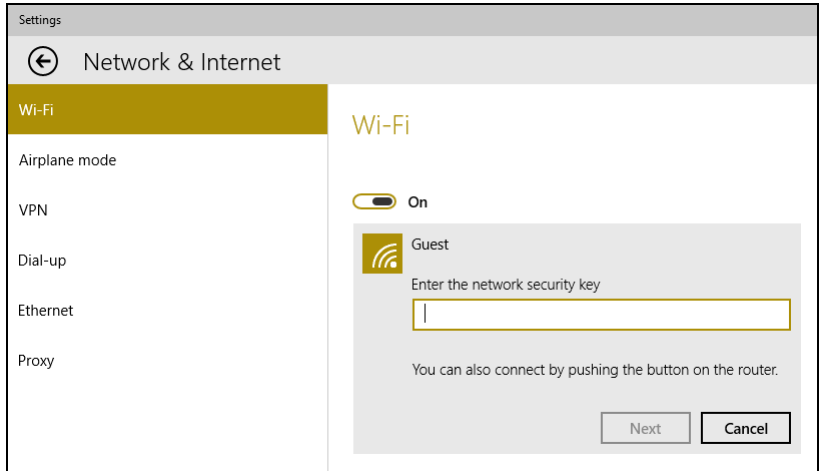 Settings
Network & Internet
Wi-Fi
Airplane mode
VPN
Dial-up
Ethernet
Proxy
Wi-Fi
On
Guest
Enter the network security key
You can also connect by pushing the button on the router.
Next
Cancel